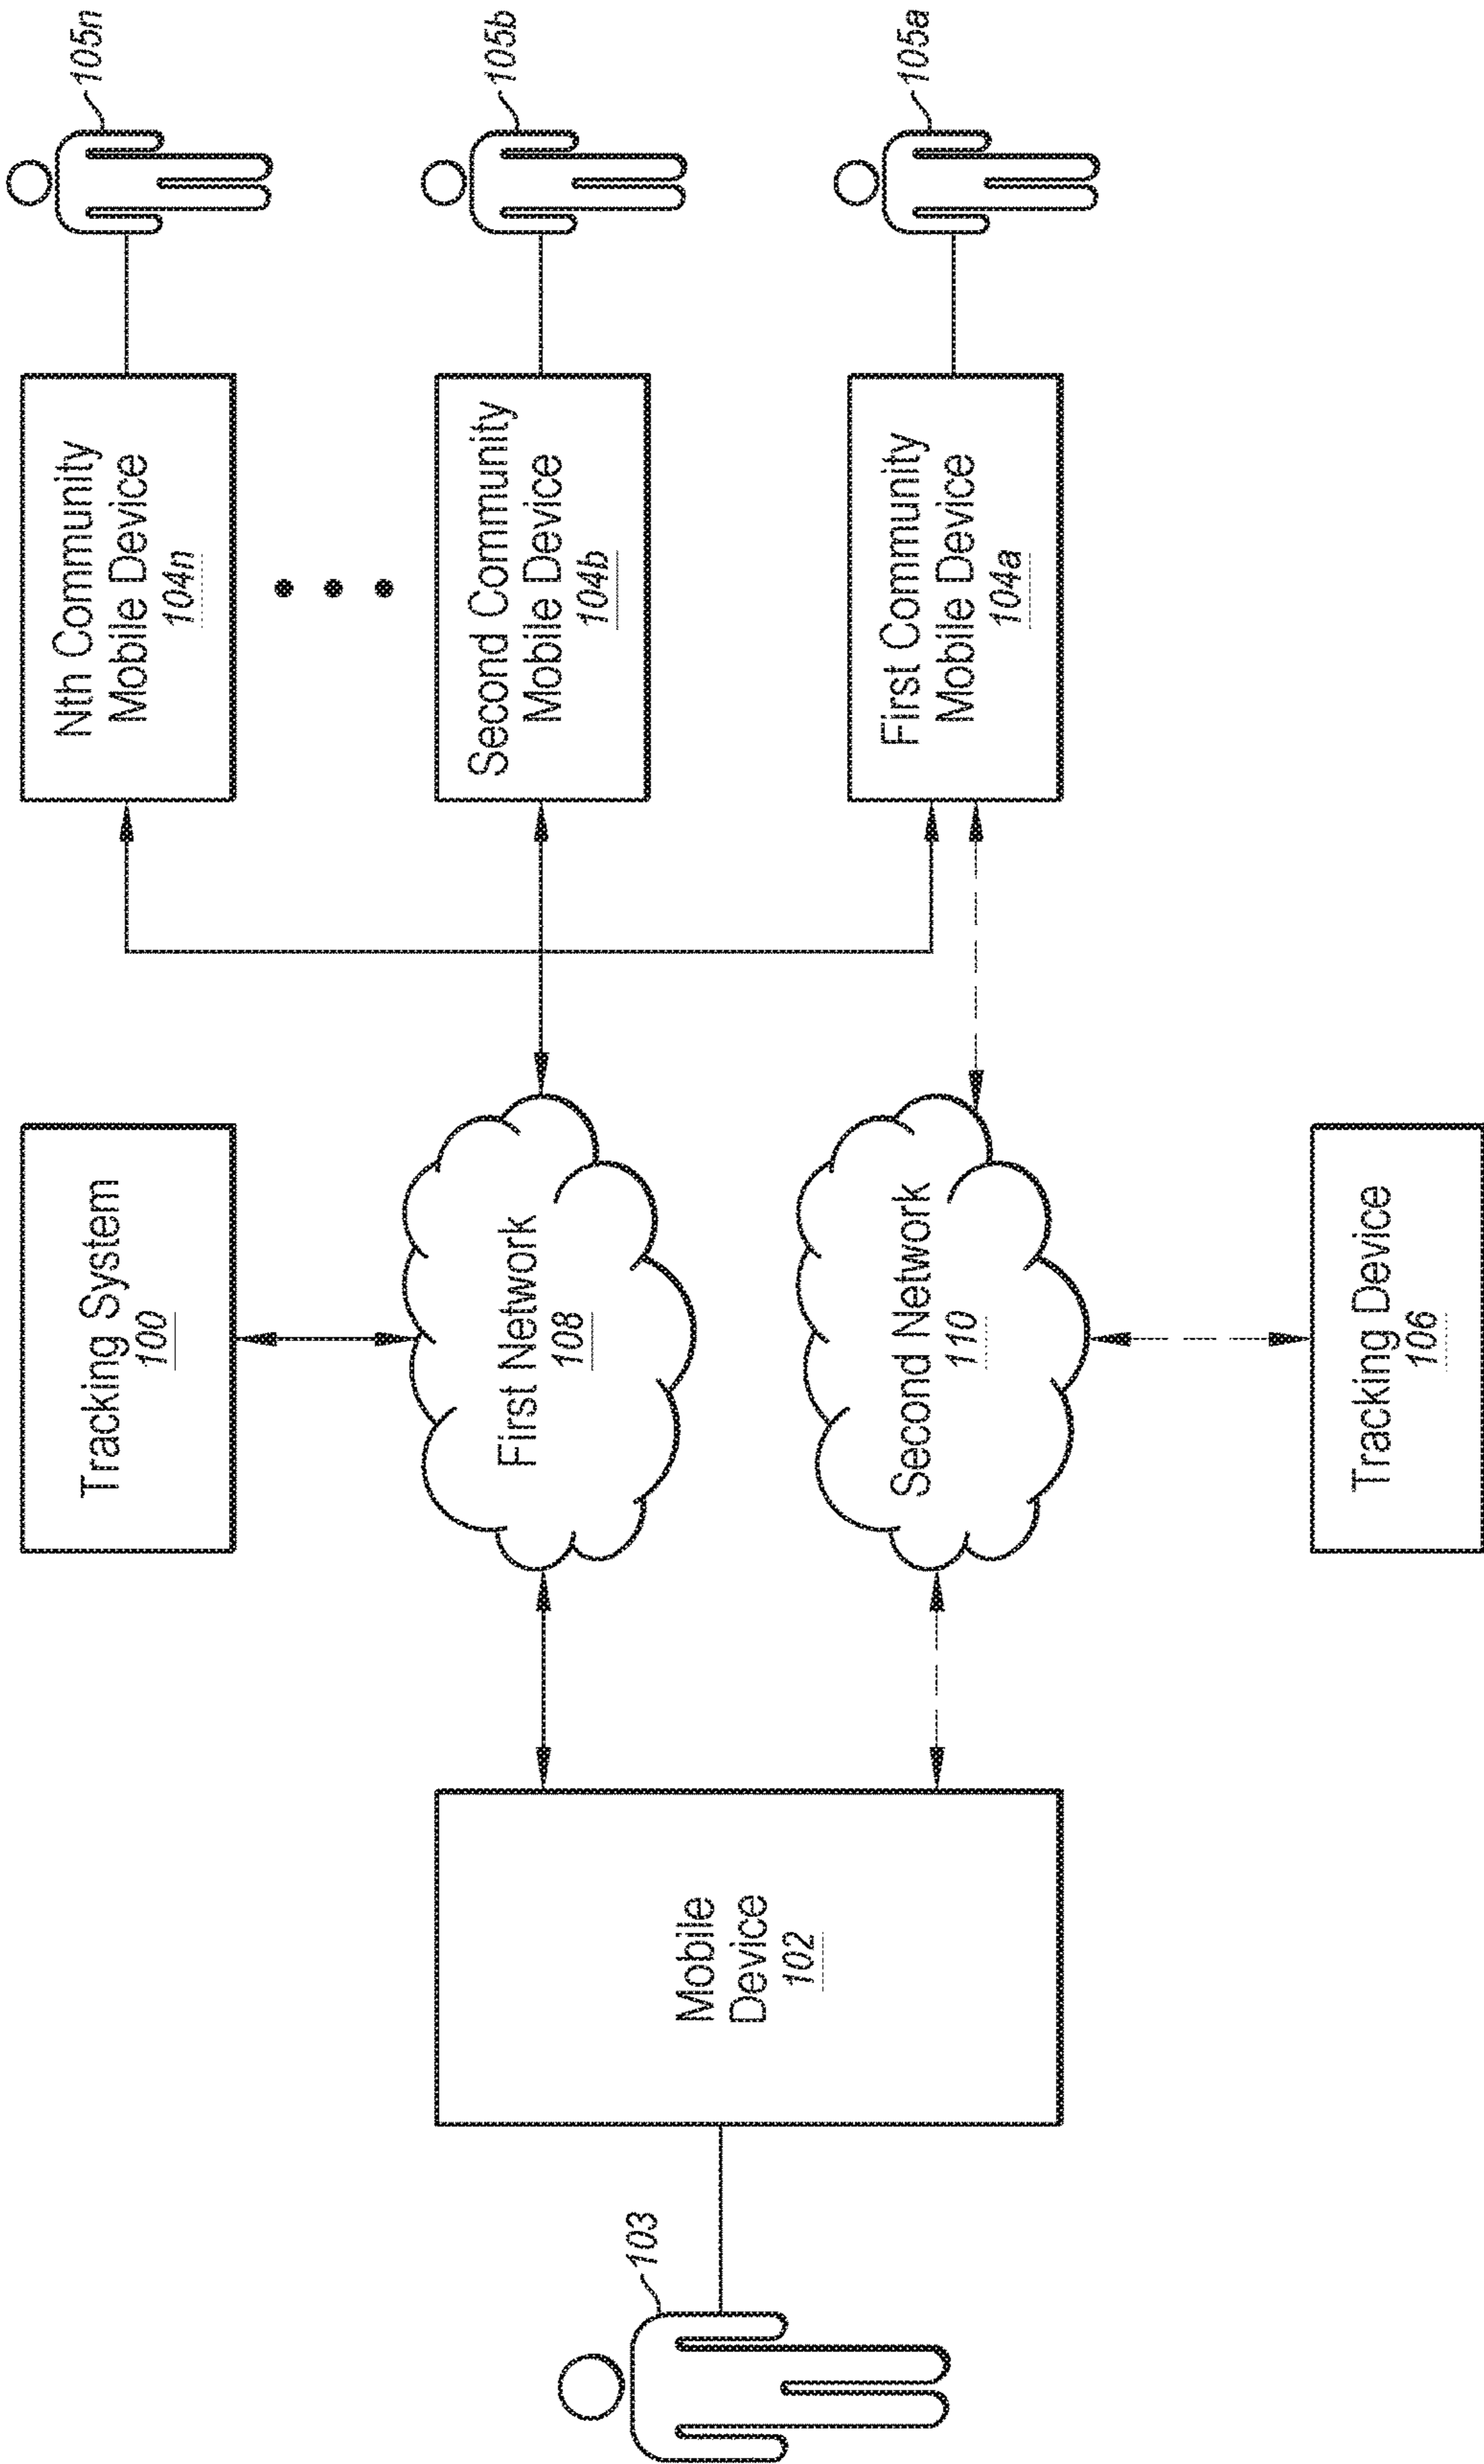 Tracking System
100
Nth Community
Mobile Device
104n
105n
103
Mobile
Device
102
First Network
108
Second Community
Mobile Device
104b
105b
Second Network
110
First Community
Mobile Device
104a
105a
Tracking Device
106